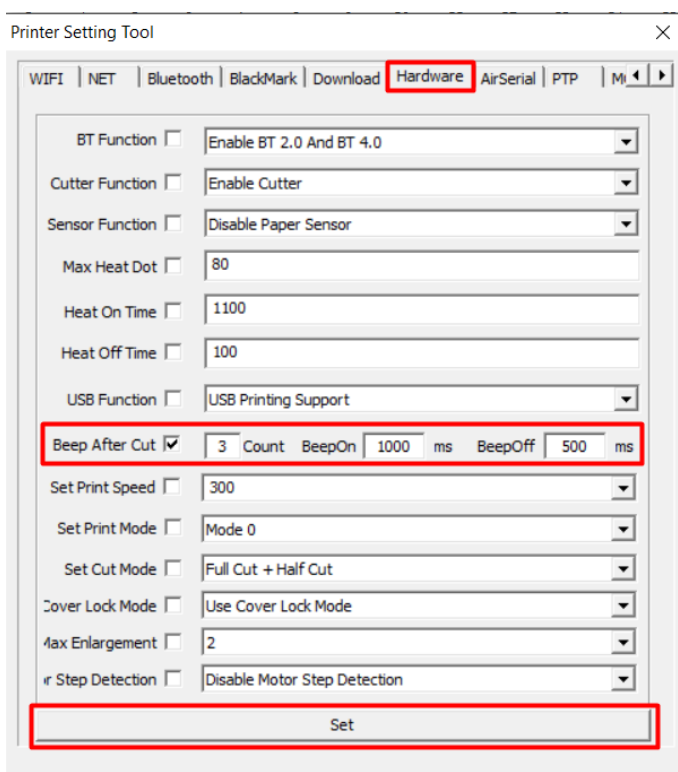 Printer Setting Tool
WIFI NET Bluetooth BlackMark Download Hardware AirSerial PTP
BT Function Enable BT 2.0 And BT 4.0
Cutter Function Enable Cutter
Sensor Function Disable Paper Sensor
Max Heat Dot 80
Heat On Time 1100
Heat Off Time 100
USB Function USB Printing Support
Beep After Cut 3 Count BeepOn 1000 ms BeepOff 500 ms
Set Print Speed 300
Set Print Mode Mode 0
Set Cut Mode Full Cut + Half Cut
Cover Lock Mode Use Cover Lock Mode
Max Enlargement 2
r Step Detection Disable Motor Step Detection
Set